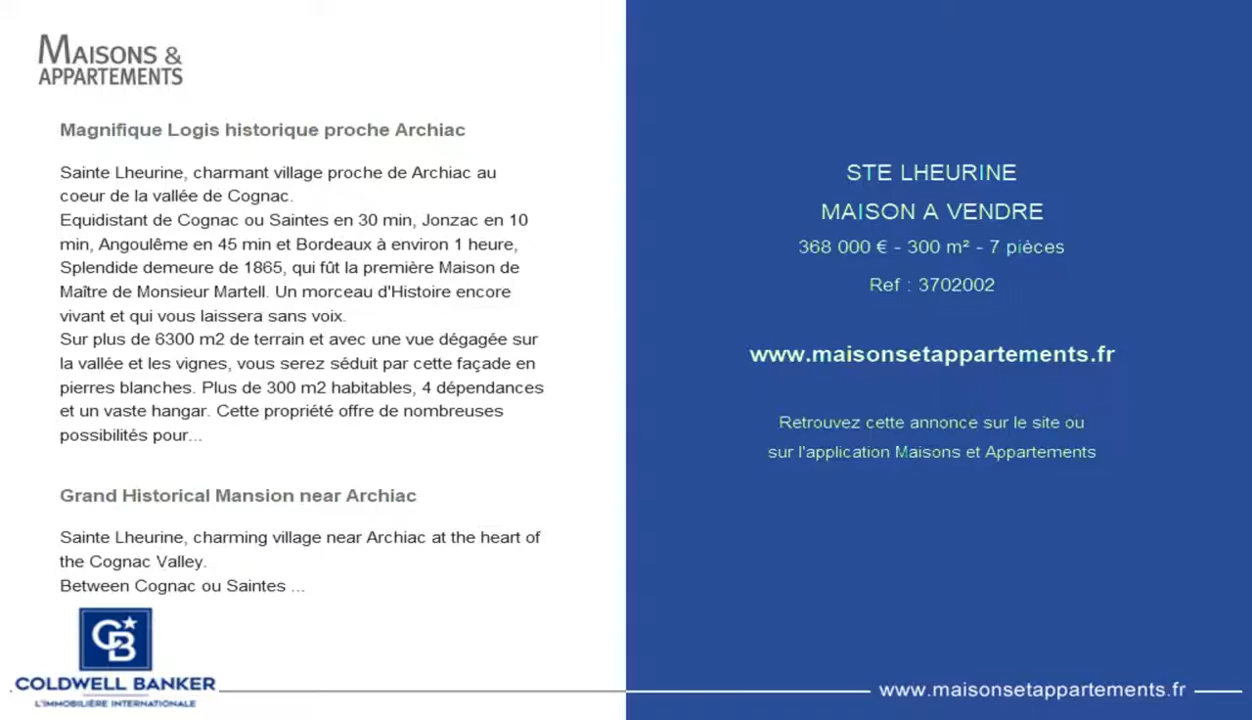 MAISONS &
APPARTEMENTS
Magnifique Logis historique proche Archiac
Sainte Lheurine, charmant village proche de Archiac au
coeur de la vallée de Cognac.
Equidistant de Cognac ou Saintes en 30 min, Jonzac en 10
min, Angoulême en 45 min et Bordeaux à environ 1 heure,
Splendide demeure de 1865, qui fût la première Maison de
Maître de Monsieur Martell. Un morceau d'Histoire encore
vivant et qui vous laissera sans voix.
Sur plus de 6300 m2 de terrain et avec une vue dégagée sur
la vallée et les vignes, vous serez séduit par cette façade en
pierres blanches. Plus de 300 m2 habitables, 4 dépendances
et un vaste hangar. Cette propriété offre de nombreuses
possibilités pour...
Grand Historical Mansion near Archiac
Sainte Lheurine, charming village near Archiac at the heart of
the Cognac Valley.
Between Cognac ou Saintes ...
CB
COLDWELL BANKER
L'IMMOBILIÈRE INTERNATIONALE
STE LHEURINE
MAISON A VENDRE
368 000 € - 300 m² - 7 pièces
Ref : 3702002
www.maisonsetappartements.fr
Retrouvez cette annonce sur le site ou
sur l'application Maisons et Appartements
www.maisonsetappartements.fr